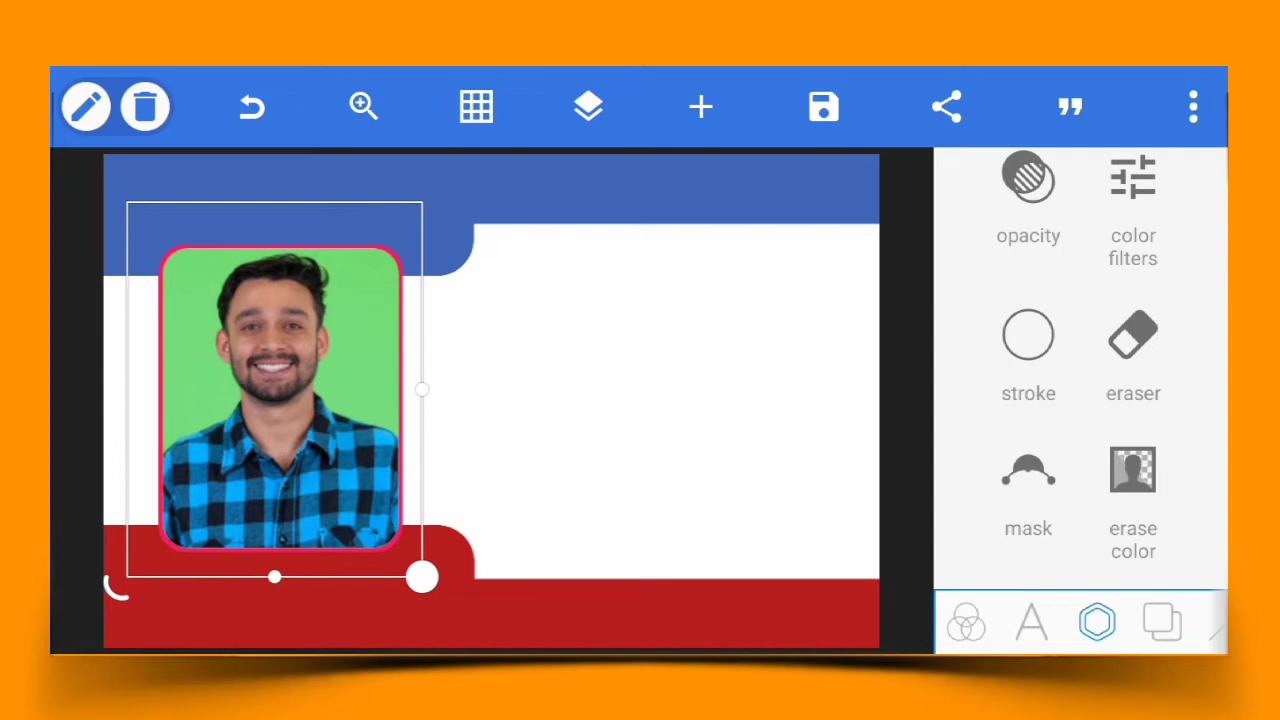 opacity
color
filters
stroke
eraser
mask
erase
color